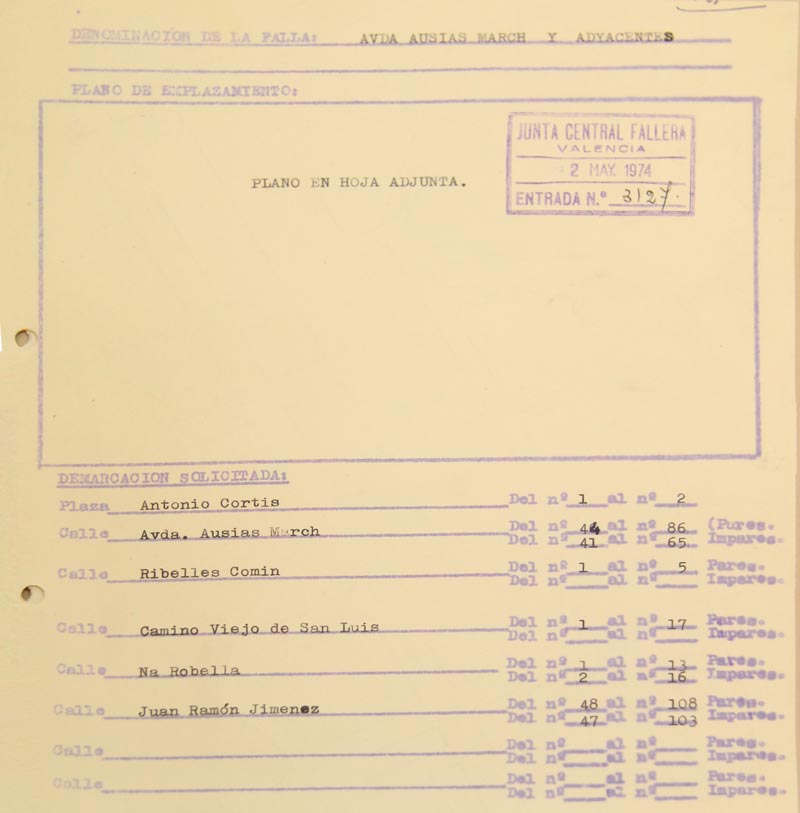 DENOMINACIÓN DE LA FALLA: AVDA AUSIAS MARCH Y ADYACENTES
PLANO DE EMPLAZAMIENTO:
JUNTA CENTRAL FALLERA
VALENCIA
2 MAY. 1974
ENTRADA N.º 3127.
PLANO EN HOJA ADJUNTA.
DEMARCACION SOLICITADA:
Plaza Antonio Cortis Del nº 1 al nº 2
Calle Avda. Ausias March Del nº 44 al nº 86 (Pares.
Del nº 41 al nº 65 Impares.
Calle Ribelles Comin Del nº 1 al nº 5 Pares.
Del nº al nº Impares.
Calle Camino Viejo de San Luis Del nº 1 al nº 17 Pares.
Del nº al nº Impares.
Calle Na Robella Del nº 1 al nº 13 Pares.
Del nº 2 al nº 16 Impares.
Calle Juan Ramón Jimenez Del nº 48 al nº 108 Pares.
Del nº 47 al nº 103 Impares.
Calle Del nº al nº Pares.
Del nº al nº Impares.
Calle Del nº al nº Pares.
Del nº al nº Impares.